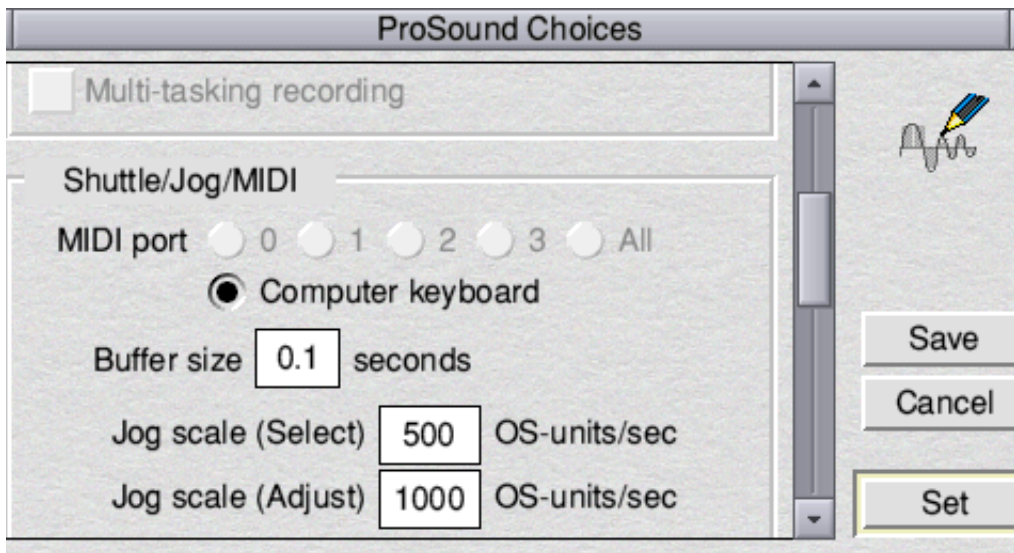 ProSound Choices
Multi-tasking recording
Shuttle/Jog/MIDI
MIDI port 0 1 2 3 All
Computer keyboard
Buffer size 0.1 seconds
Jog scale (Select) 500 OS-units/sec
Jog scale (Adjust) 1000 OS-units/sec
Save
Cancel
Set